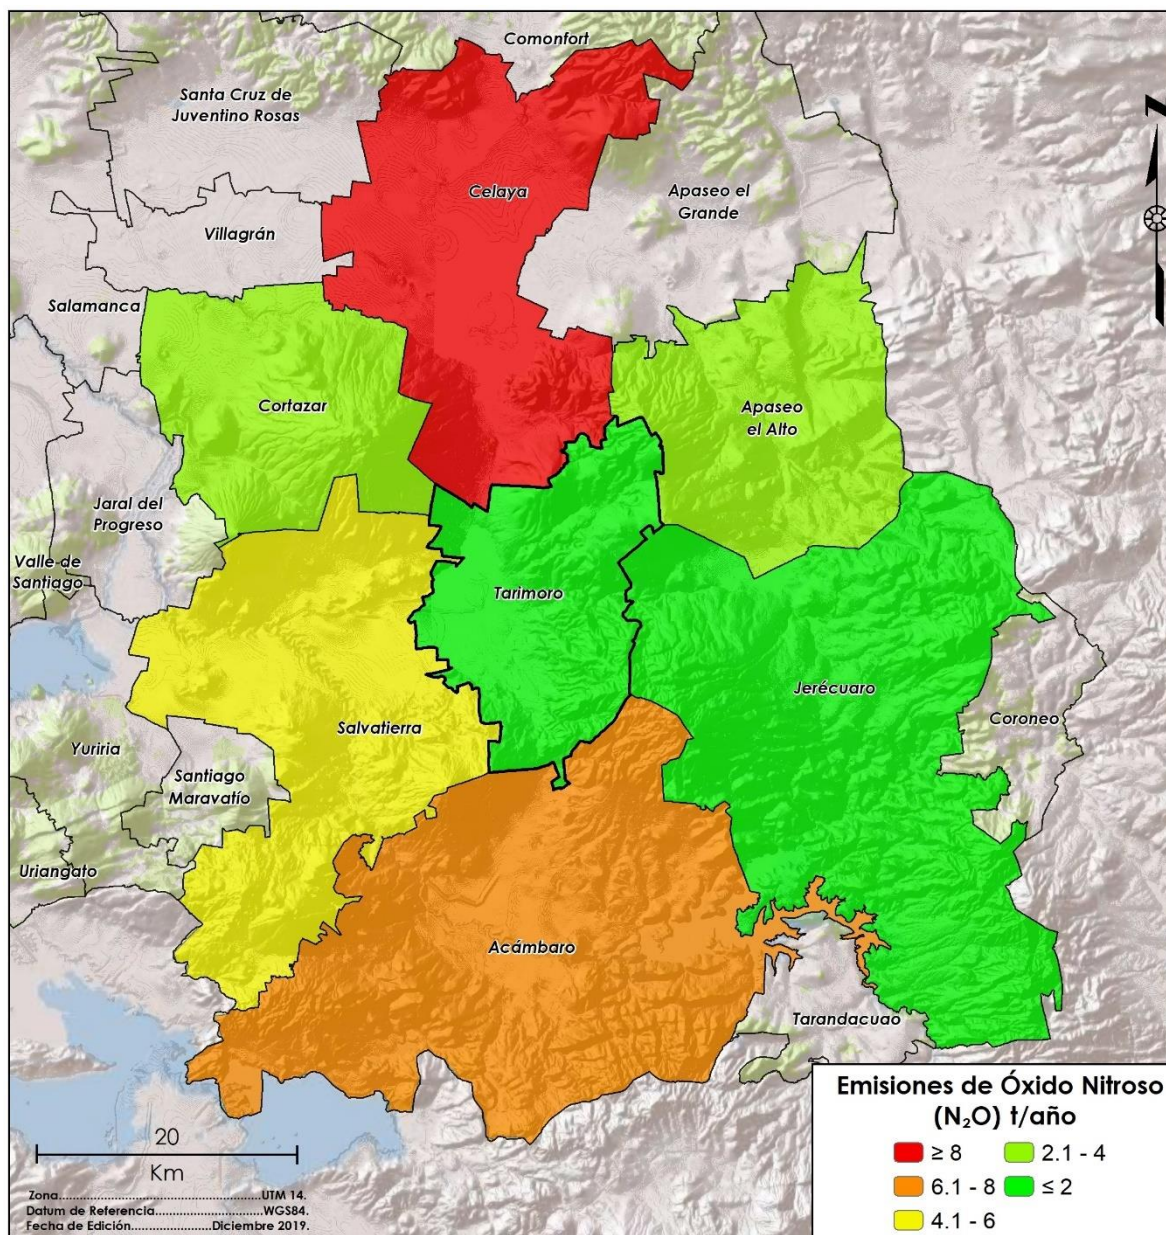 Comonfort
Santa Cruz de
Juventino Rosas
Celaya
Apaseo el
Grande
Villagrán
Salamanca
Cortazar
Apaseo
el Alto
Jaral del
Progreso
Valle de
Santiago
Tarimoro
Jerécuaro
Salvatierra
Coroneo
Yuriria
Santiago
Maravatío
Uriangato
Acámbaro
Tarandacuao
Emisiones de Óxido Nitroso
(N₂O) t/año
≥ 8
2.1 - 4
6.1 - 8
≤ 2
4.1 - 6
20
Km
Zona..................................................UTM 14.
Datum de Referencia...........................WGS84.
Fecha de Edición....................Diciembre 2019.